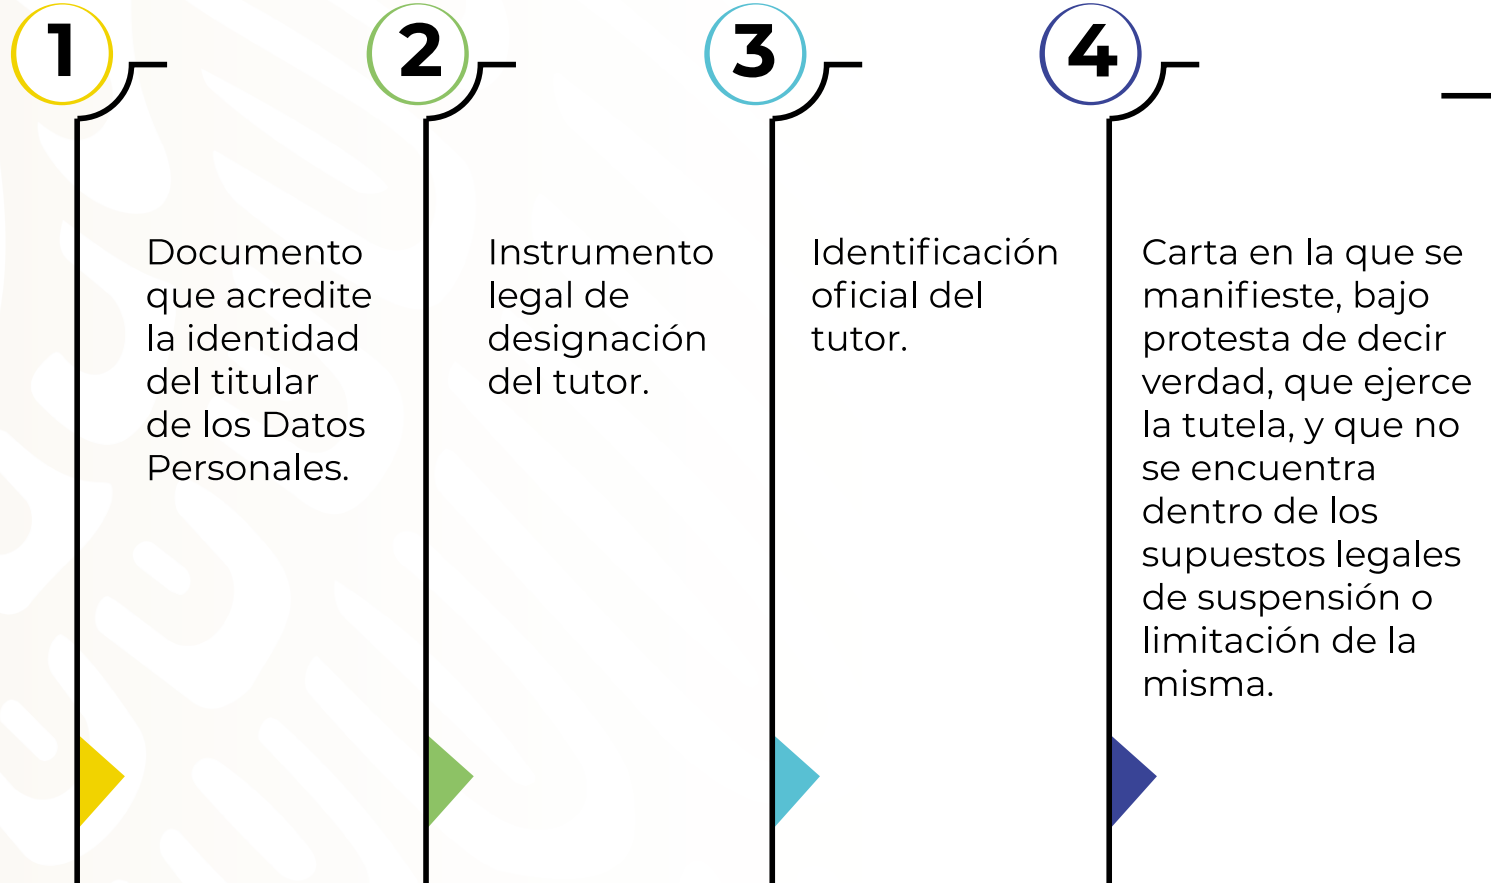 1
Documento
que acredite
la identidad
del titular
de los Datos
Personales.
2
Instrumento
legal de
designación
del tutor.
3
Identificación
oficial del
tutor.
4
Carta en la que se
manifieste, bajo
protesta de decir
verdad, que ejerce
la tutela, y que no
se encuentra
dentro de los
supuestos legales
de suspensión o
limitación de la
misma.